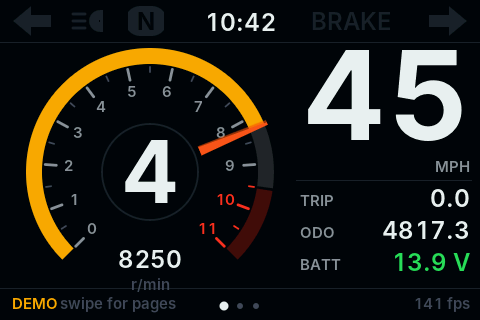 N 10:42 BRAKE
0 1 2 3 4 5 6 7 8 9 10 11
4
8250
r/min
45
MPH
TRIP 0.0
ODO 4817.3
BATT 13.9 V
DEMO swipe for pages
141 fps